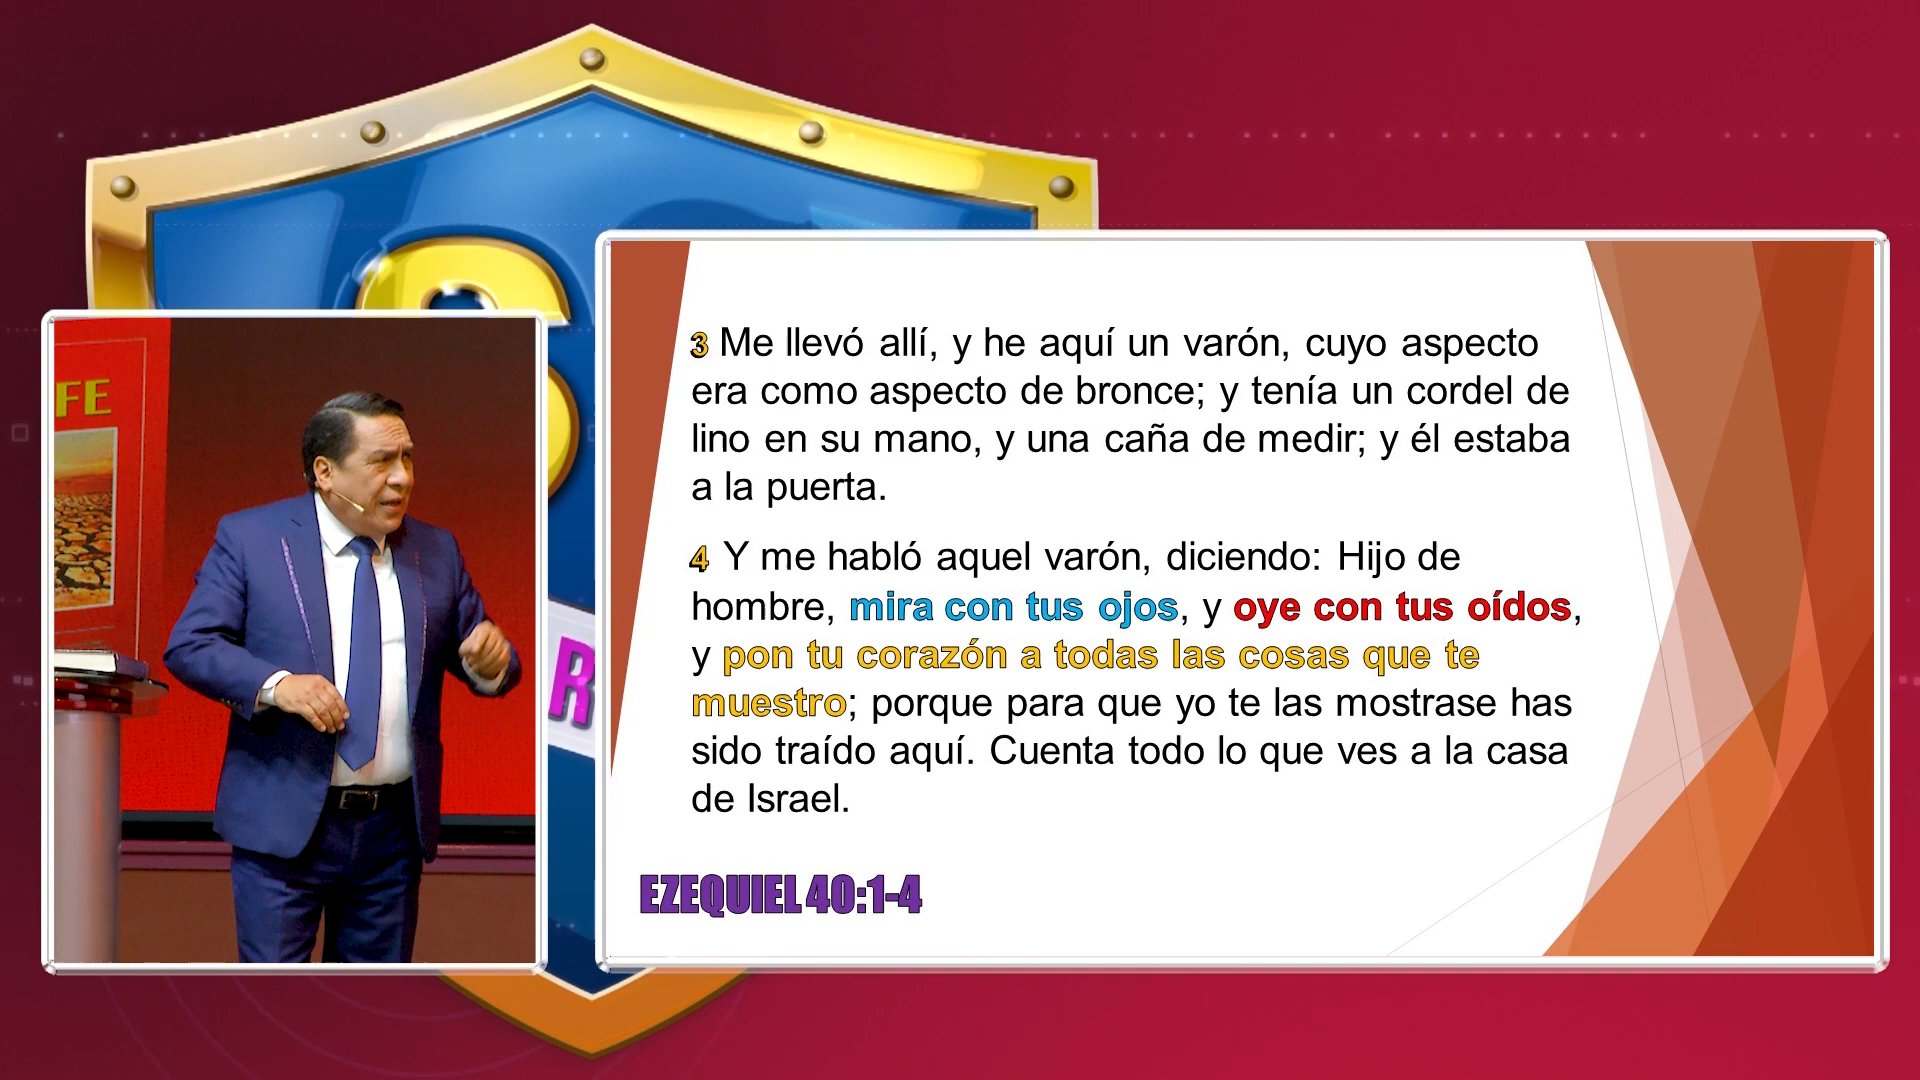 FE
R
3 Me llevó allí, y he aquí un varón, cuyo aspecto
era como aspecto de bronce; y tenía un cordel de
lino en su mano, y una caña de medir; y él estaba
a la puerta.
4 Y me habló aquel varón, diciendo: Hijo de
hombre, mira con tus ojos, y oye con tus oídos,
y pon tu corazón a todas las cosas que te
muestro; porque para que yo te las mostrase has
sido traído aquí. Cuenta todo lo que ves a la casa
de Israel.
EZEQUIEL 40:1-4